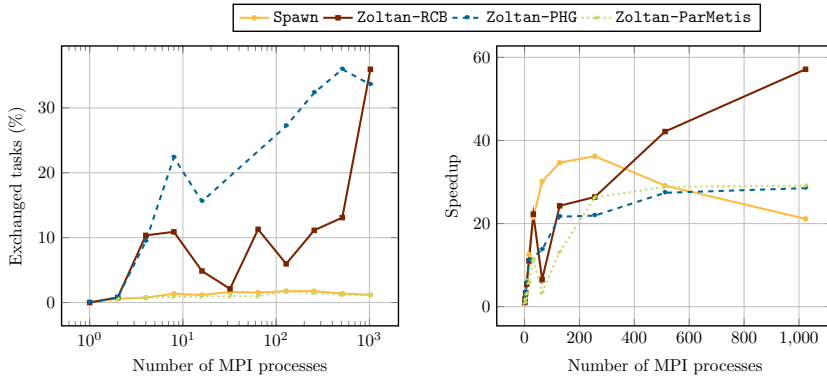 Spawn Zoltan-RCB Zoltan-PHG Zoltan-ParMetis
Exchanged tasks (%)
30
20
10
0
10^0 10^1 10^2 10^3
Number of MPI processes
Speedup
60
40
20
0
0 200 400 600 800 1,000
Number of MPI processes